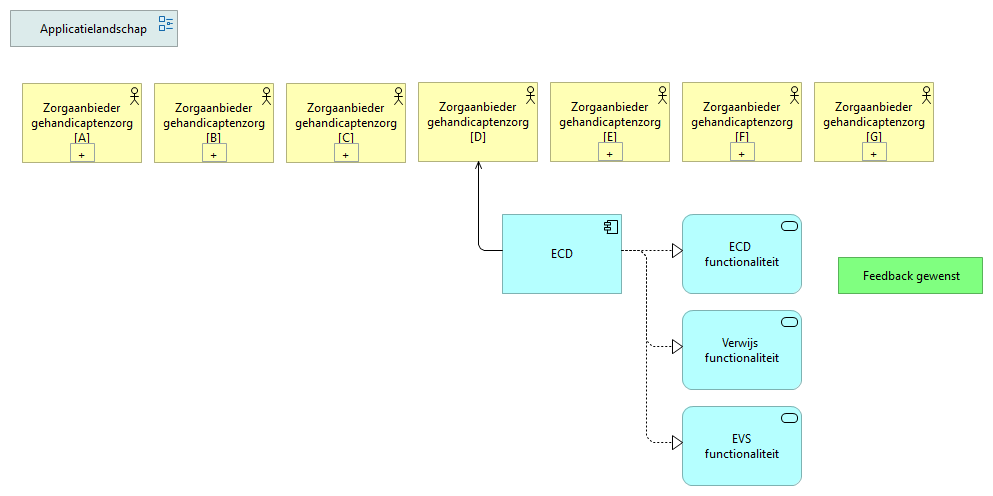 Applicatielandschap
Zorgaanbieder
gehandicaptenzorg
[A]
+
Zorgaanbieder
gehandicaptenzorg
[B]
+
Zorgaanbieder
gehandicaptenzorg
[C]
+
Zorgaanbieder
gehandicaptenzorg
[D]
Zorgaanbieder
gehandicaptenzorg
[E]
+
Zorgaanbieder
gehandicaptenzorg
[F]
+
Zorgaanbieder
gehandicaptenzorg
[G]
+
ECD
ECD
functionaliteit
Feedback gewenst
Verwijs
functionaliteit
EVS
functionaliteit